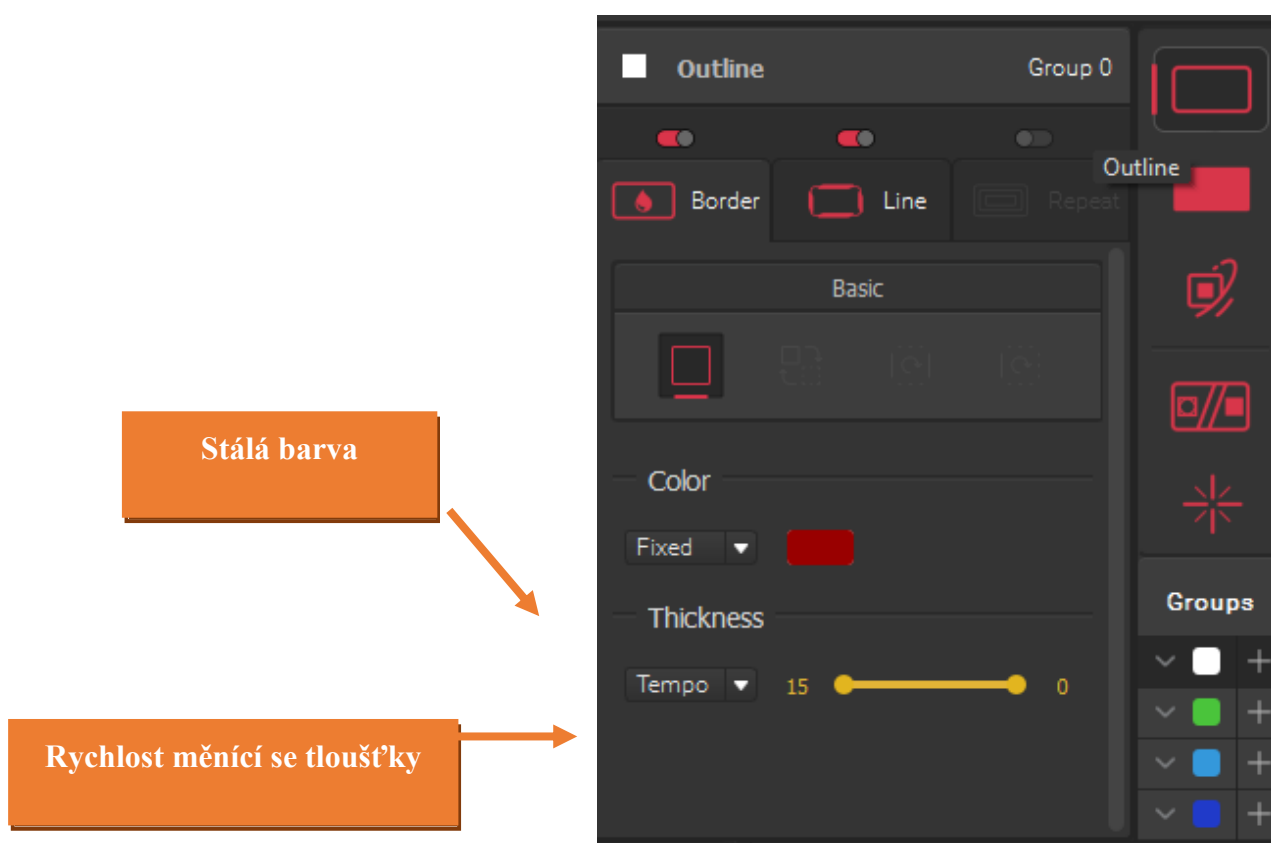 Outline Group 0
Outline
Border Line Repeat
Basic
Stálá barva
Color
Fixed
Groups
Thickness
Tempo 15 0
Rychlost měnící se tloušťky